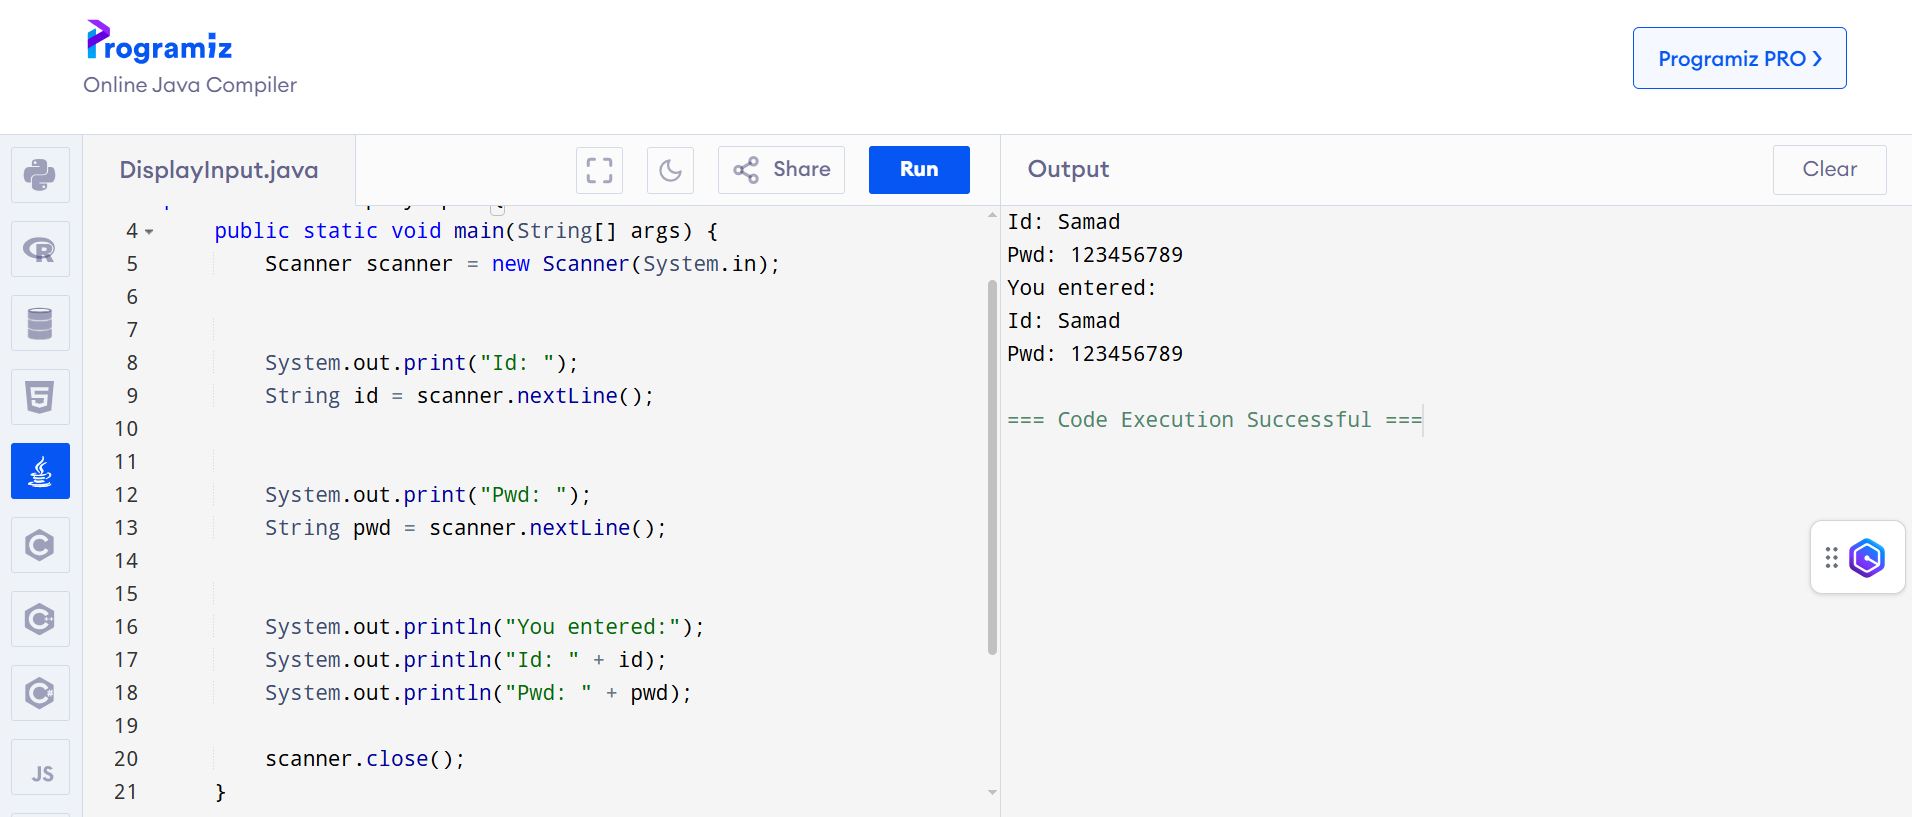 Programiz
Online Java Compiler
Programiz PRO
DisplayInput.java
Share
Run
Output
Clear
4 public static void main(String[] args) {
5 Scanner scanner = new Scanner(System.in);
6
7
8 System.out.print("Id: ");
9 String id = scanner.nextLine();
10
11
12 System.out.print("Pwd: ");
13 String pwd = scanner.nextLine();
14
15
16 System.out.println("You entered:");
17 System.out.println("Id: " + id);
18 System.out.println("Pwd: " + pwd);
19
20 scanner.close();
21 }
Id: Samad
Pwd: 123456789
You entered:
Id: Samad
Pwd: 123456789
=== Code Execution Successful ===
R
5
C
C++
C#
JS